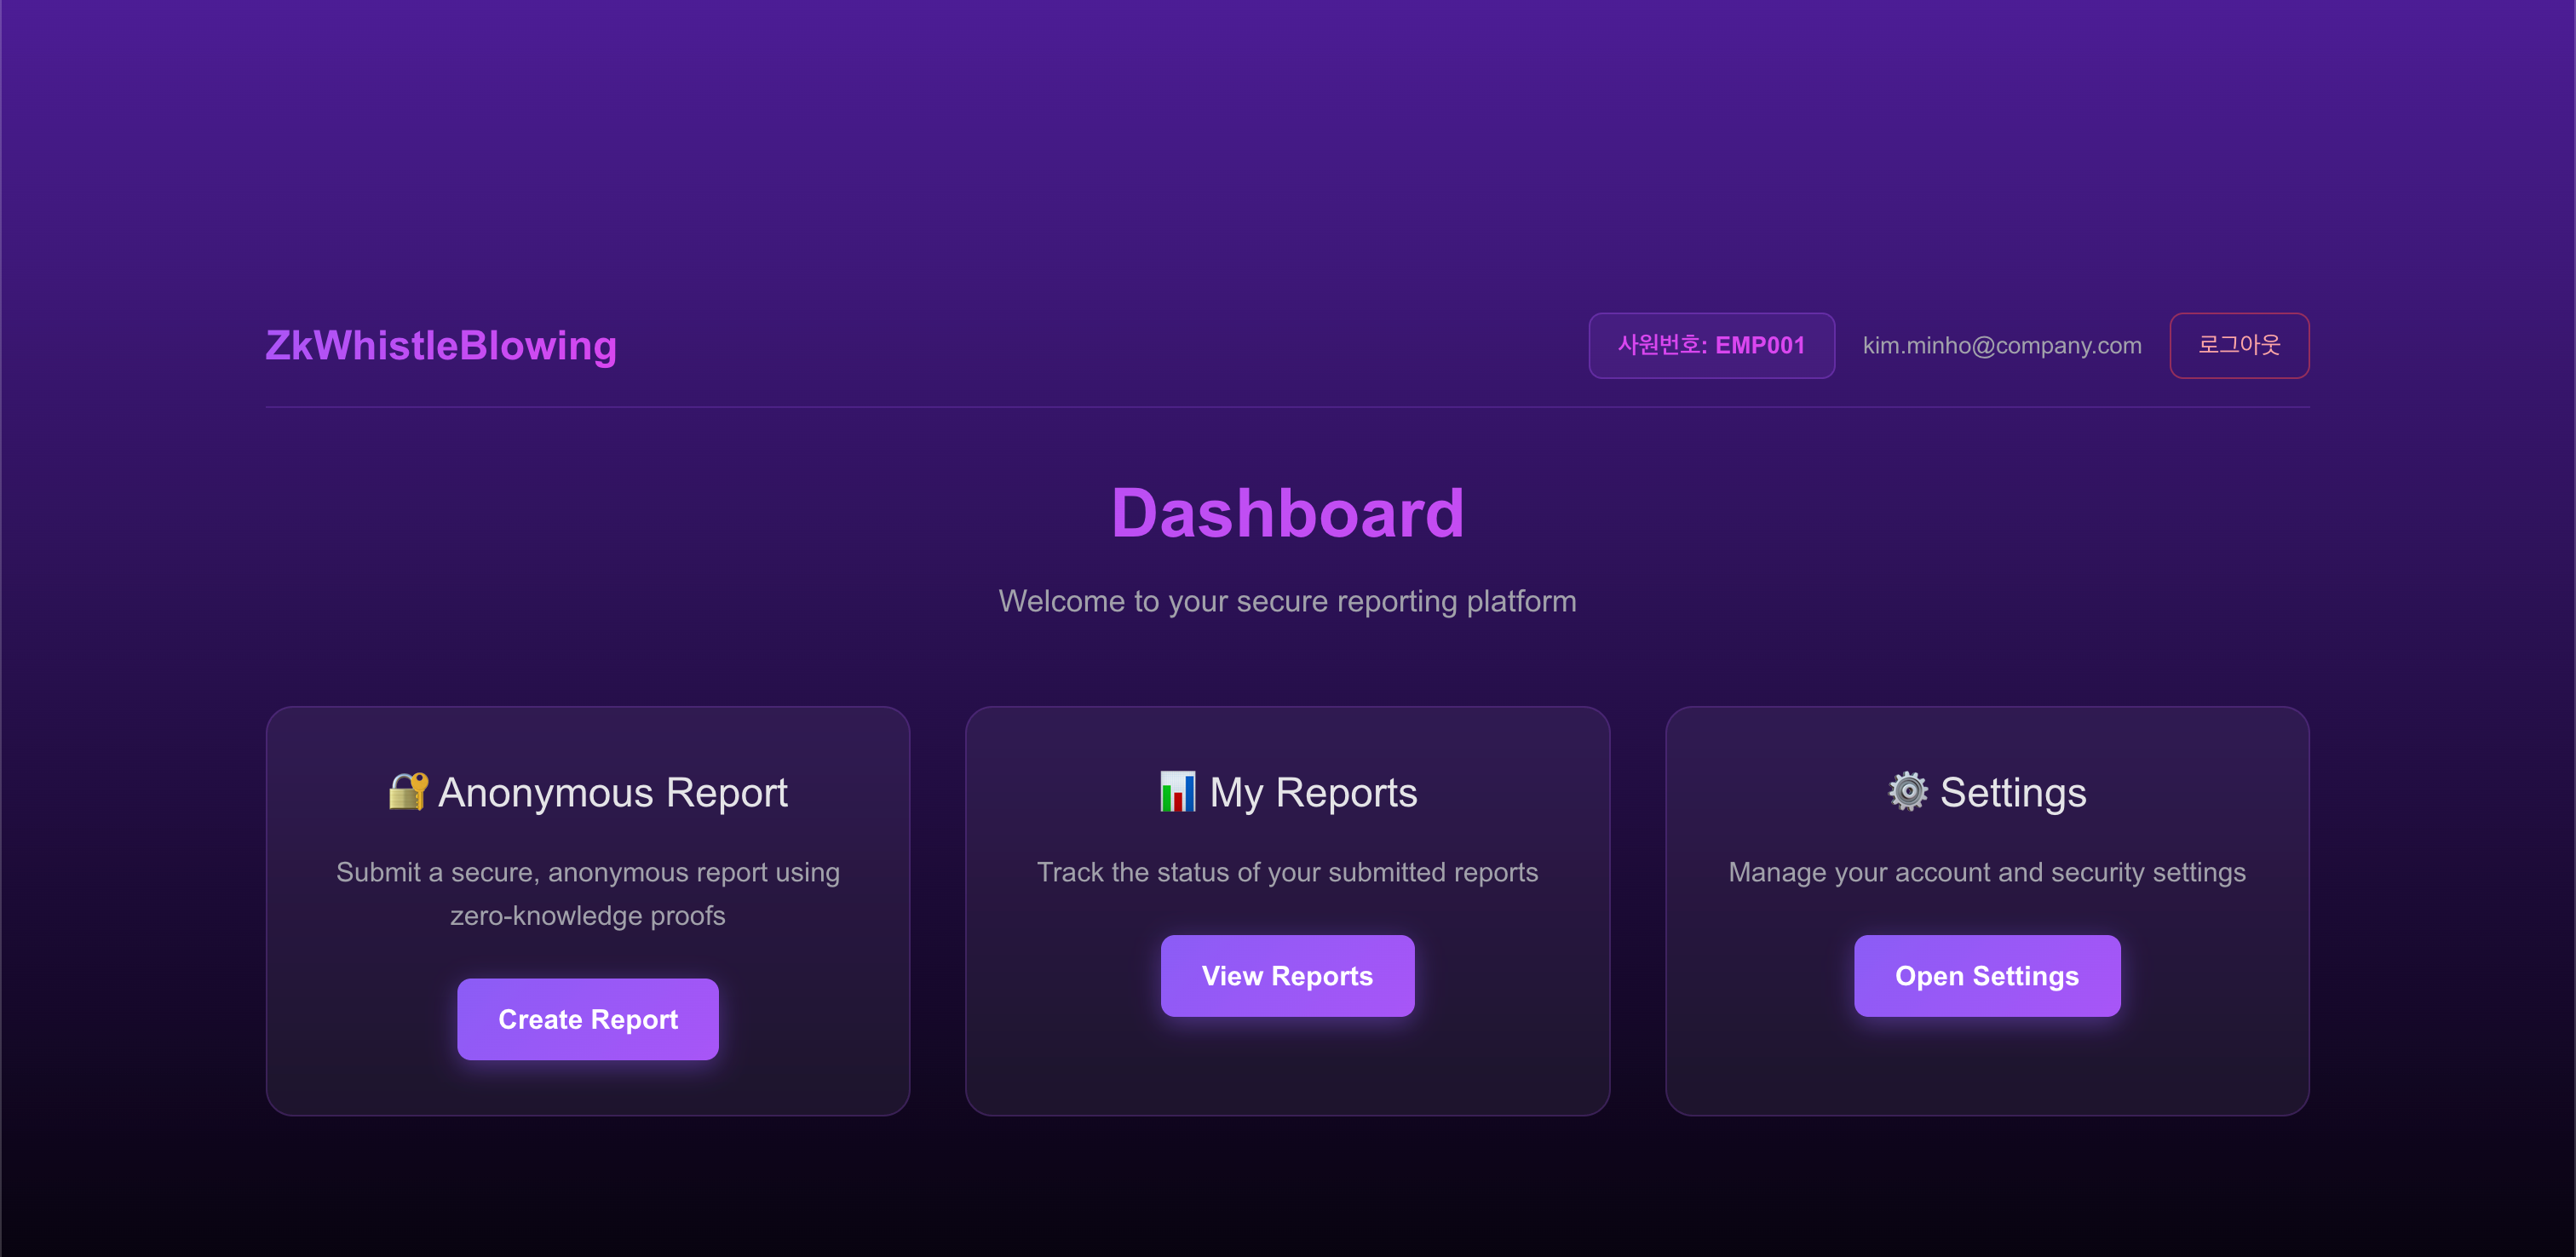 ZkWhistleBlowing
사원번호: EMP001
kim.minho@company.com
로그아웃
Dashboard
Welcome to your secure reporting platform
Anonymous Report
Submit a secure, anonymous report using
zero-knowledge proofs
Create Report
My Reports
Track the status of your submitted reports
View Reports
Settings
Manage your account and security settings
Open Settings